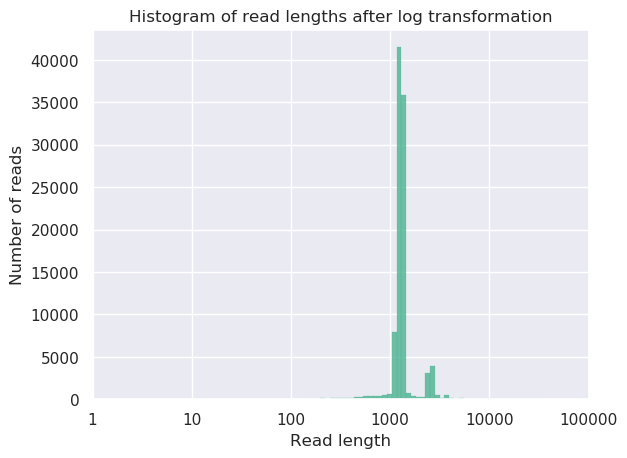 Histogram of read lengths after log transformation
40000
35000
30000
25000
20000
15000
10000
5000
0
Number of reads
1 10 100 1000 10000 100000
Read length